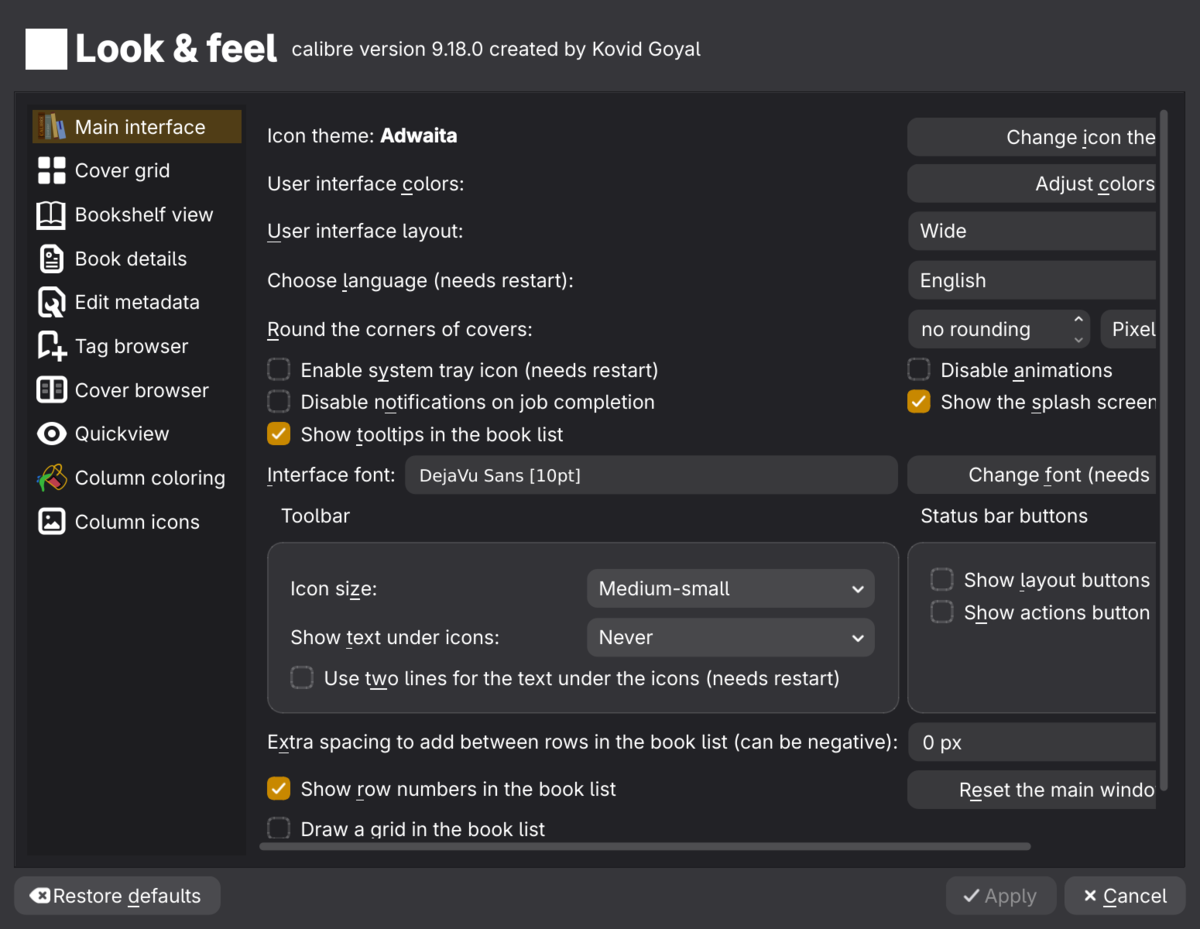 Look & feel calibre version 9.18.0 created by Kovid Goyal
Main interface
Cover grid
Bookshelf view
Book details
Edit metadata
Tag browser
Cover browser
Quickview
Column coloring
Column icons
Icon theme: Adwaita
Change icon the
User interface colors:
Adjust colors
User interface layout:
Wide
Choose language (needs restart):
English
Round the corners of covers:
no rounding
Pixel
Enable system tray icon (needs restart)
Disable animations
Disable notifications on job completion
Show the splash screen
Show tooltips in the book list
Interface font: DejaVu Sans [10pt]
Change font (needs
Toolbar
Icon size: Medium-small
Show text under icons: Never
Use two lines for the text under the icons (needs restart)
Status bar buttons
Show layout buttons
Show actions button
Extra spacing to add between rows in the book list (can be negative): 0 px
Show row numbers in the book list
Reset the main windo
Draw a grid in the book list
Restore defaults
Apply
Cancel